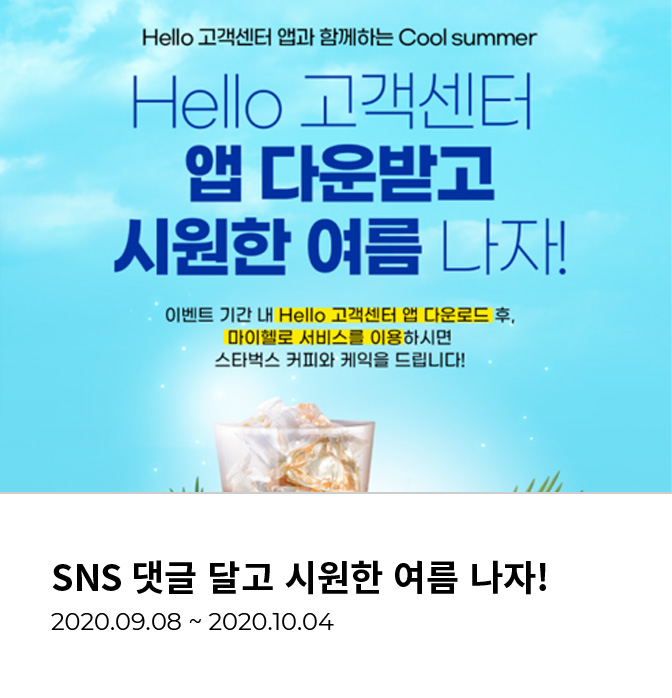 Hello 고객센터 앱과 함께하는 Cool summer
Hello 고객센터
앱 다운받고
시원한 여름 나자!
이벤트 기간 내 Hello 고객센터 앱 다운로드 후,
마이헬로 서비스를 이용하시면
스타벅스 커피와 케익을 드립니다!
SNS 댓글 달고 시원한 여름 나자!
2020.09.08 ~ 2020.10.04